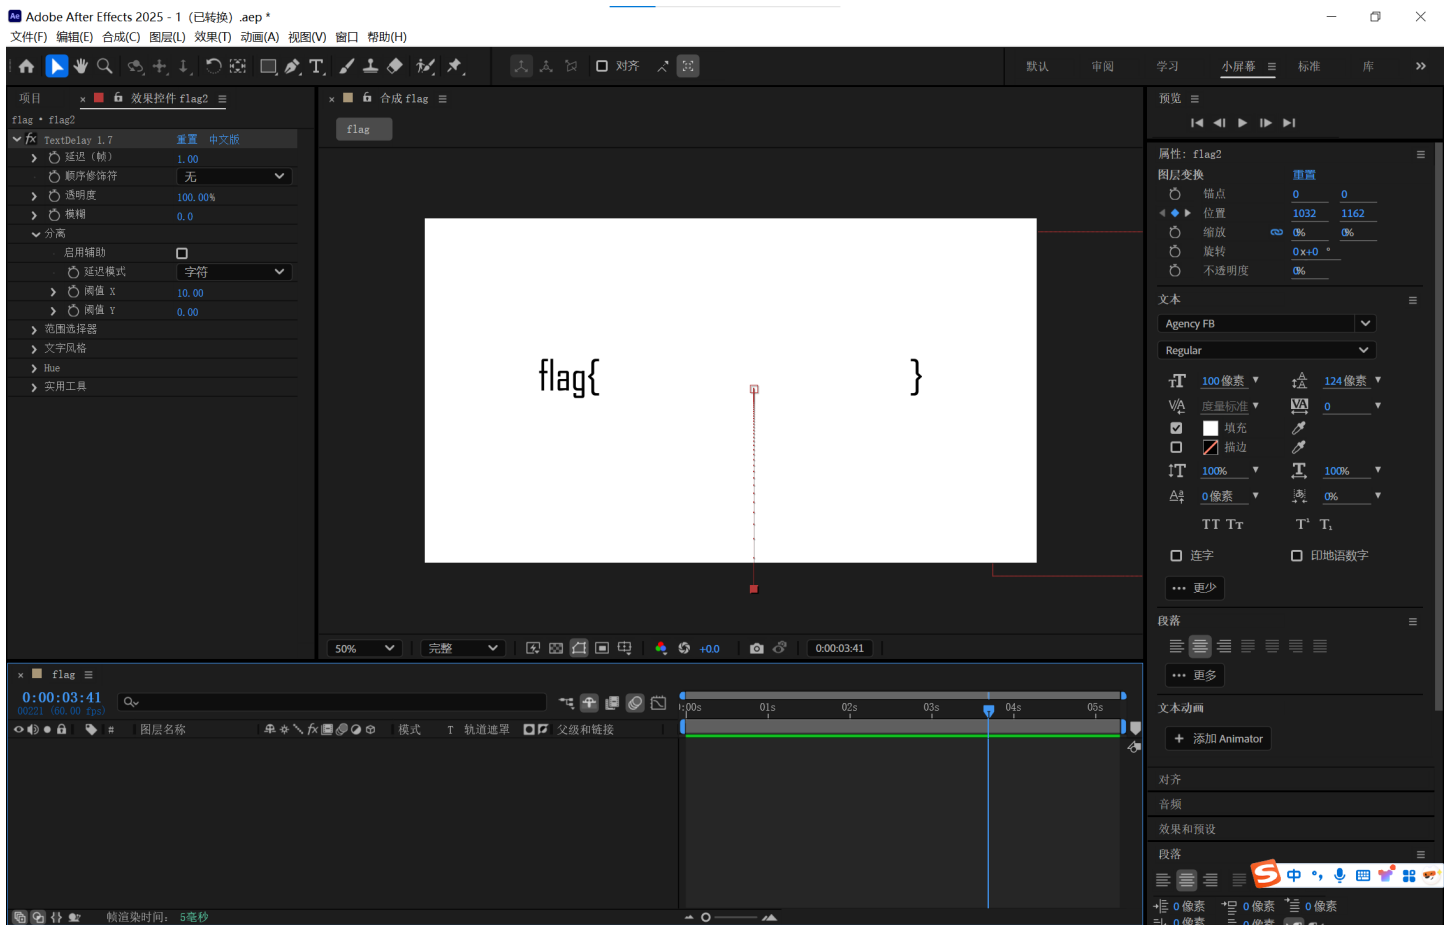 Ae Adobe After Effects 2025 - 1 (已转换) .aep *
文件(F) 编辑(E) 合成(C) 图层(L) 效果(T) 动画(A) 视图(V) 窗口 帮助(H)
对齐
默认 审阅 学习 小屏幕 标准 库
项目 效果控件 flag2
flag • flag2
fx TextDelay 1.7 重置 中文版
延迟 (帧) 1.00
顺序修饰符 无
透明度 100.00%
模糊 0.0
分离
启用辅助
延迟模式 字符
阈值 X 10.00
阈值 Y 0.00
范围选择器
文字风格
Hue
实用工具
合成 flag
flag
flag{ }
50% 完整 +0.0 0:00:03:41
预览
属性: flag2
图层变换 重置
锚点 0 0
位置 1032 1162
缩放 0% 0%
旋转 0x+0 °
不透明度 0%
文本
Agency FB
Regular
100 像素 124 像素
度量标准 0
填充
描边
100% 100%
0 像素 0%
TT Tт T¹ T₁
连字 印地语数字
更少
段落
更多
文本动画
+ 添加 Animator
对齐
音频
效果和预设
段落
中
0 像素 0 像素 0 像素
0 像素 0 像素
flag
0:00:03:41
00221 (60.00 fps)
# 图层名称 fx 模式 T 轨道遮罩 父级和链接
:00s 01s 02s 03s 04s 05s
帧渲染时间: 5毫秒